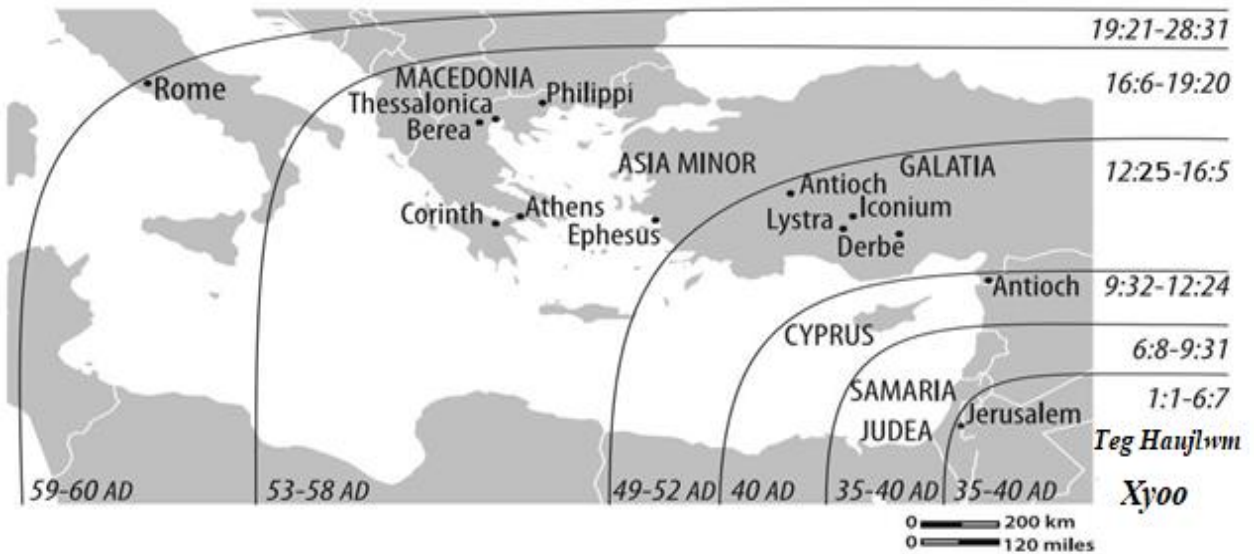 19:21-28:31
16:6-19:20
MACEDONIA
Rome
Philippi
Thessalonica
Berea
ASIA MINOR
GALATIA
12:25-16:5
Antioch
Corinth
Athens
Lystra
Iconium
Ephesus
Derbe
Antioch
9:32-12:24
CYPRUS
6:8-9:31
SAMARIA
1:1-6:7
Jerusalem
JUDEA
Teg Haujlwm
59-60 AD
53-58 AD
49-52 AD
40 AD
35-40 AD
35-40 AD
Xyoo
0 200 km
0 120 miles